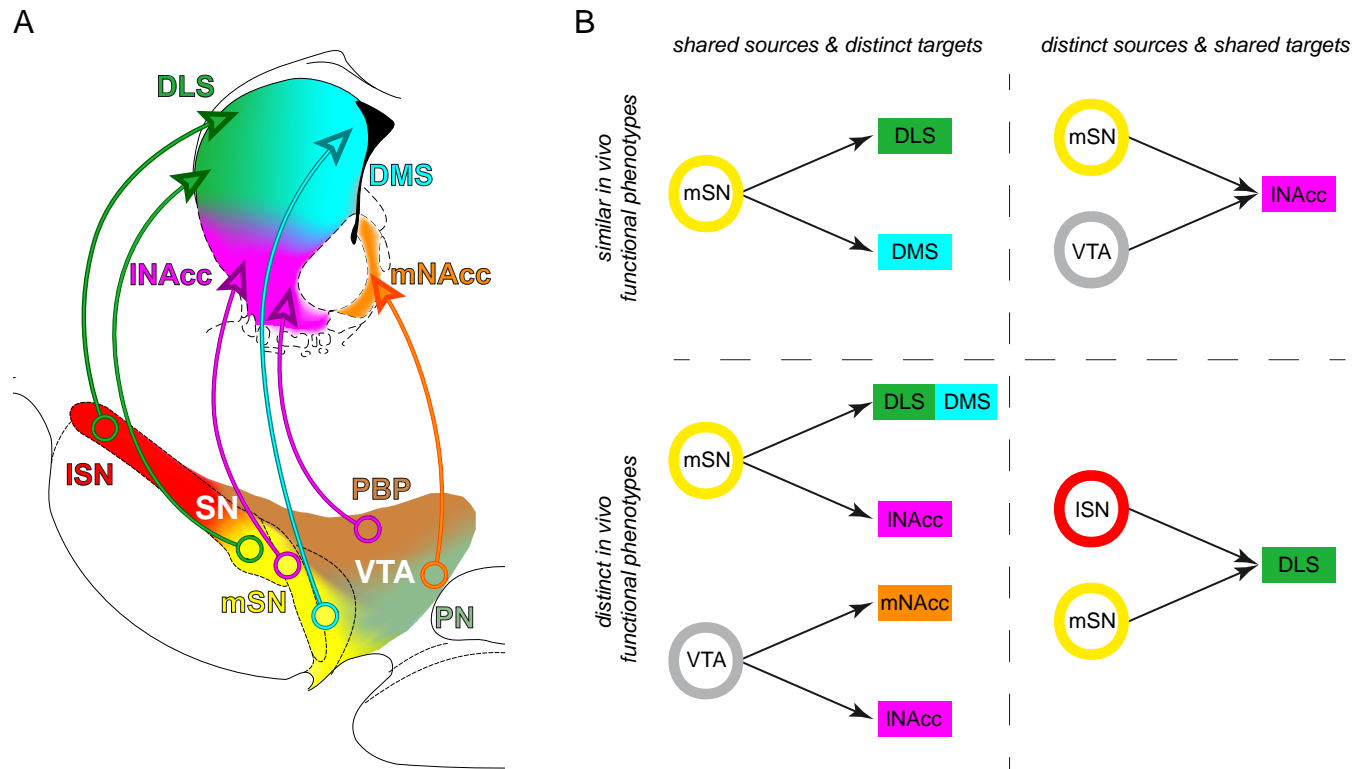 A
DLS
DMS
lNAcc
mNAcc
lSN
SN
PBP
VTA
mSN
PN
B
shared sources & distinct targets
distinct sources & shared targets
similar in vivo
functional phenotypes
mSN
DLS
DMS
mSN
VTA
lNAcc
distinct in vivo
functional phenotypes
mSN
DLS
DMS
lNAcc
VTA
mNAcc
lNAcc
lSN
mSN
DLS